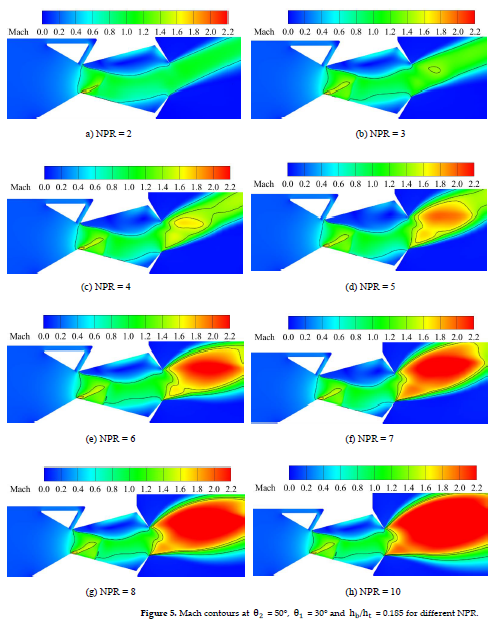 Mach
0.0 0.2 0.4 0.6 0.8 1.0 1.2 1.4 1.6 1.8 2.0 2.2
a) NPR = 2
Mach
0.0 0.2 0.4 0.6 0.8 1.0 1.2 1.4 1.6 1.8 2.0 2.2
(b) NPR = 3
Mach
0.0 0.2 0.4 0.6 0.8 1.0 1.2 1.4 1.6 1.8 2.0 2.2
(c) NPR = 4
Mach
0.0 0.2 0.4 0.6 0.8 1.0 1.2 1.4 1.6 1.8 2.0 2.2
(d) NPR = 5
Mach
0.0 0.2 0.4 0.6 0.8 1.0 1.2 1.4 1.6 1.8 2.0 2.2
(e) NPR = 6
Mach
0.0 0.2 0.4 0.6 0.8 1.0 1.2 1.4 1.6 1.8 2.0 2.2
(f) NPR = 7
Mach
0.0 0.2 0.4 0.6 0.8 1.0 1.2 1.4 1.6 1.8 2.0 2.2
(g) NPR = 8
Mach
0.0 0.2 0.4 0.6 0.8 1.0 1.2 1.4 1.6 1.8 2.0 2.2
(h) NPR = 10
Figure 5. Mach contours at θ₂ = 50°, θ₁ = 30° and hₕ/hₜ = 0.185 for different NPR.